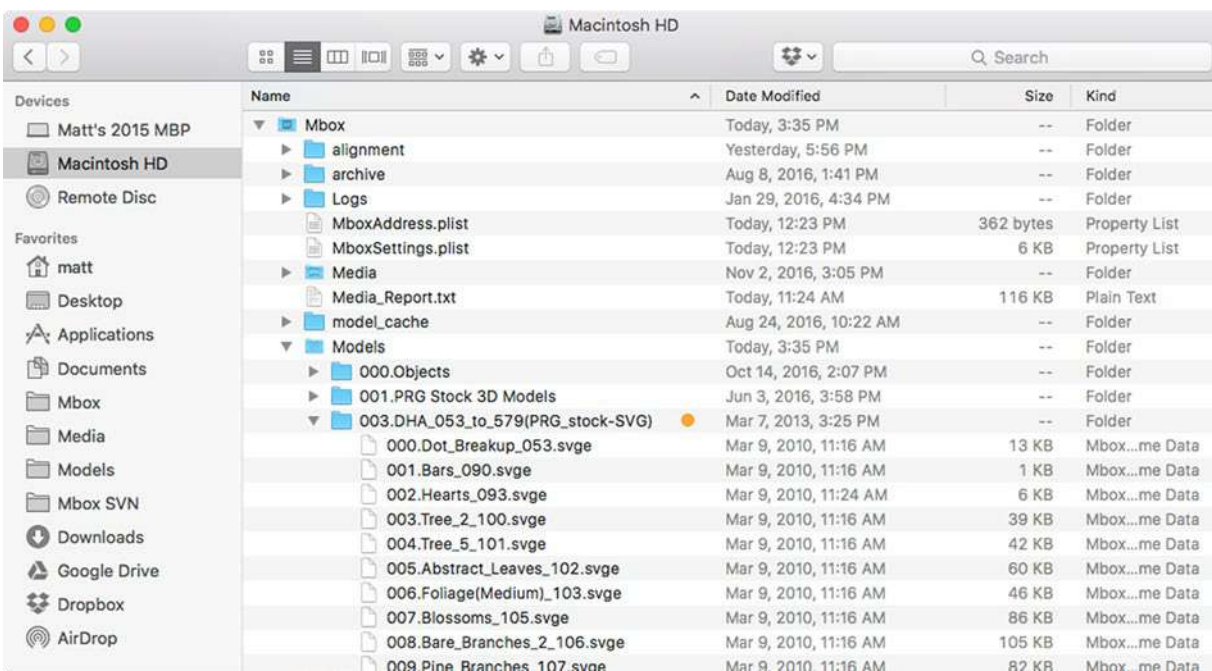 Macintosh HD
Search
Devices
Matt's 2015 MBP
Macintosh HD
Remote Disc
Favorites
matt
Desktop
Applications
Documents
Mbox
Media
Models
Mbox SVN
Downloads
Google Drive
Dropbox
AirDrop
Name Date Modified Size Kind
Mbox Today, 3:35 PM -- Folder
alignment Yesterday, 5:56 PM -- Folder
archive Aug 8, 2016, 1:41 PM -- Folder
Logs Jan 29, 2016, 4:34 PM -- Folder
MboxAddress.plist Today, 12:23 PM 362 bytes Property List
MboxSettings.plist Today, 12:23 PM 6 KB Property List
Media Nov 2, 2016, 3:05 PM -- Folder
Media_Report.txt Today, 11:24 AM 116 KB Plain Text
model_cache Aug 24, 2016, 10:22 AM -- Folder
Models Today, 3:35 PM -- Folder
000.Objects Oct 14, 2016, 2:07 PM -- Folder
001.PRG Stock 3D Models Jun 3, 2016, 3:58 PM -- Folder
003.DHA_053_to_579(PRG_stock-SVG) Mar 7, 2013, 3:25 PM -- Folder
000.Dot_Breakup_053.svge Mar 9, 2010, 11:16 AM 13 KB Mbox...me Data
001.Bars_090.svge Mar 9, 2010, 11:16 AM 1 KB Mbox...me Data
002.Hearts_093.svge Mar 9, 2010, 11:24 AM 6 KB Mbox...me Data
003.Tree_2_100.svge Mar 9, 2010, 11:16 AM 39 KB Mbox...me Data
004.Tree_5_101.svge Mar 9, 2010, 11:16 AM 42 KB Mbox...me Data
005.Abstract_Leaves_102.svge Mar 9, 2010, 11:16 AM 60 KB Mbox...me Data
006.Foliage(Medium)_103.svge Mar 9, 2010, 11:16 AM 46 KB Mbox...me Data
007.Blossoms_105.svge Mar 9, 2010, 11:16 AM 86 KB Mbox...me Data
008.Bare_Branches_2_106.svge Mar 9, 2010, 11:16 AM 105 KB Mbox...me Data
009.Pine_Branches_107.svge Mar 9, 2010, 11:16 AM 82 KB Mbox...me Data